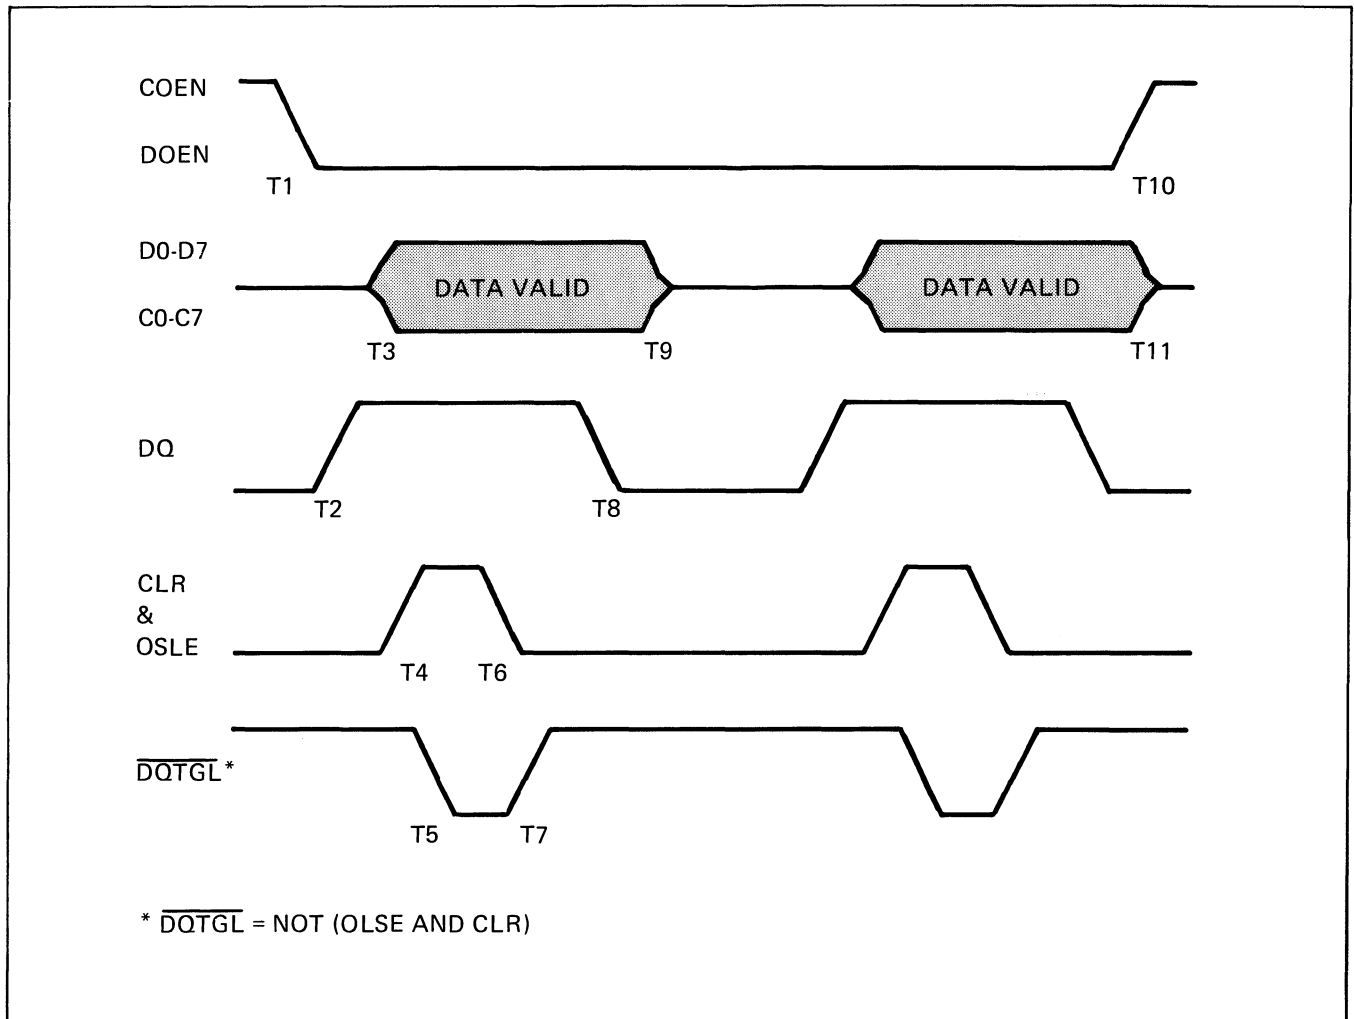 COEN
DOEN
T1 T10
D0-D7
DATA VALID DATA VALID
C0-C7
T3 T9 T11
DQ
T2 T8
CLR
&
OSLE
T4 T6
DQTGL*
T5 T7
* DQTGL = NOT (OLSE AND CLR)